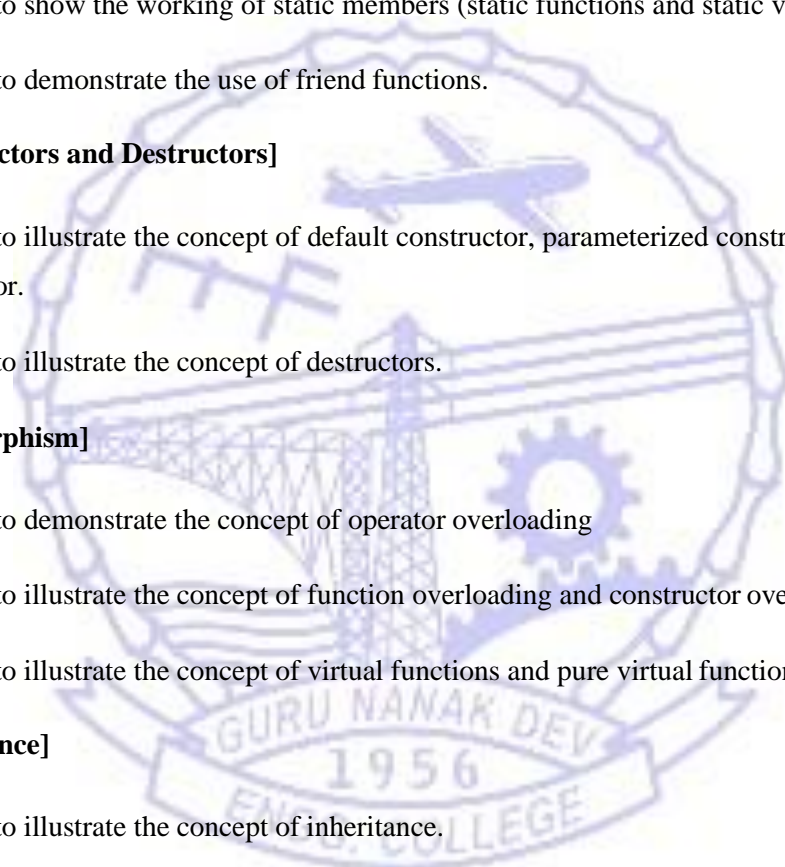 to show the working of static members (static functions and static v
to demonstrate the use of friend functions.
ctors and Destructors]
to illustrate the concept of default constructor, parameterized constr
or.
to illustrate the concept of destructors.
rphism]
to demonstrate the concept of operator overloading
to illustrate the concept of function overloading and constructor ove
to illustrate the concept of virtual functions and pure virtual function
GURU NANAK DEV
nce]
1956
ENGG. COLLEGE
to illustrate the concept of inheritance.